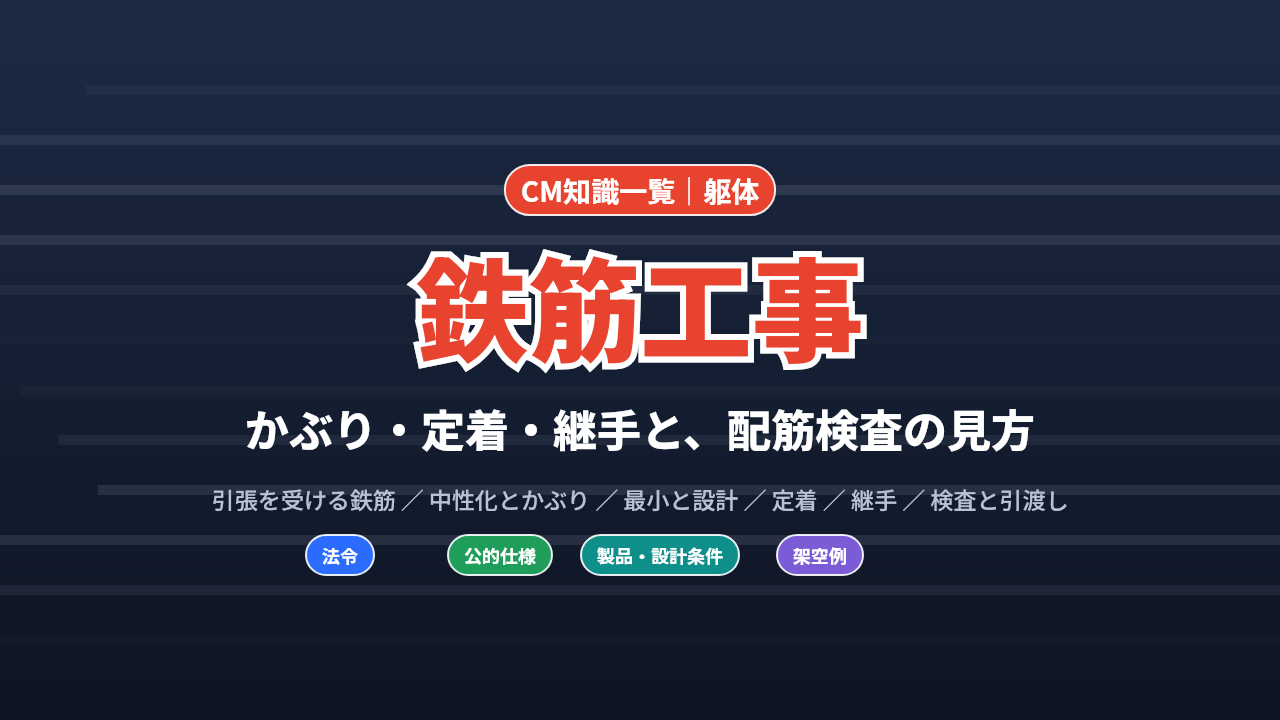 CM知識一覧｜躯体
鉄筋工事
かぶり・定着・継手と、配筋検査の見方
引張を受ける鉄筋 ／ 中性化とかぶり ／ 最小と設計 ／ 定着 ／ 継手 ／ 検査と引渡し
法令 公的仕様 製品・設計条件 架空例